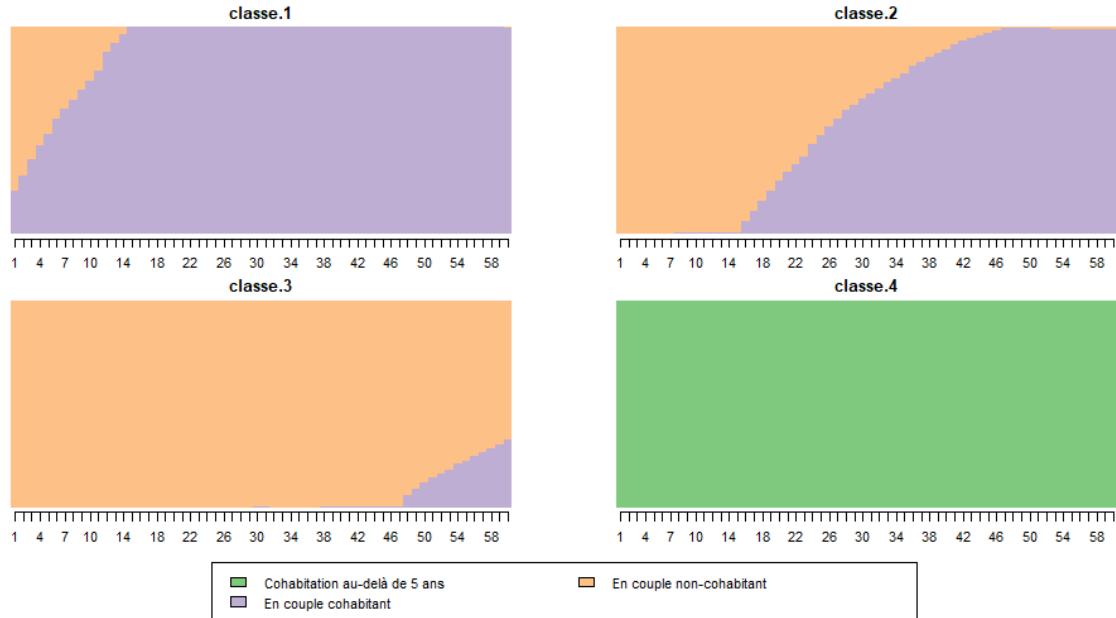 classe.1
classe.2
1 4 7 10 14 18 22 26 30 34 38 42 46 50 54 58
1 4 7 10 14 18 22 26 30 34 38 42 46 50 54 58
classe.3
classe.4
1 4 7 10 14 18 22 26 30 34 38 42 46 50 54 58
1 4 7 10 14 18 22 26 30 34 38 42 46 50 54 58
Cohabitation au-delà de 5 ans
En couple non-cohabitant
En couple cohabitant